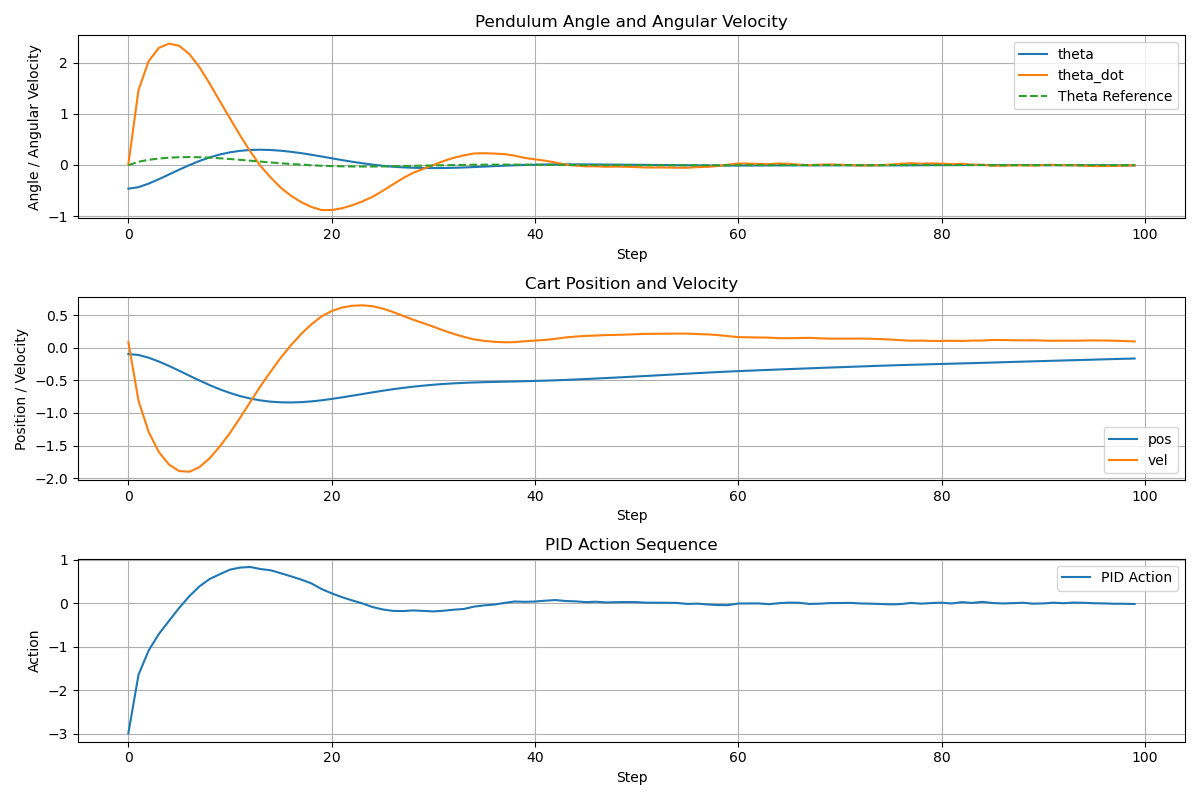 Pendulum Angle and Angular Velocity
Angle / Angular Velocity
2
1
0
−1
theta
theta_dot
Theta Reference
0 20 40 60 80 100
Step
Cart Position and Velocity
Position / Velocity
0.5
0.0
−0.5
−1.0
−1.5
−2.0
pos
vel
0 20 40 60 80 100
Step
PID Action Sequence
Action
1
0
−1
−2
−3
PID Action
0 20 40 60 80 100
Step